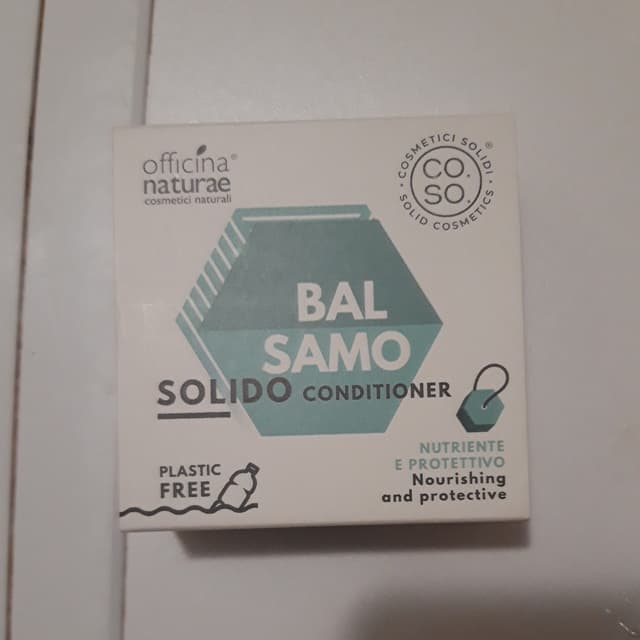 officina®
naturae
cosmetici naturali
COSMETICI SOLIDI ®
CO.
SO.
SOLID COSMETICS
BAL
SAMO
SOLIDO CONDITIONER
PLASTIC
FREE
NUTRIENTE
E PROTETTIVO
Nourishing
and protective